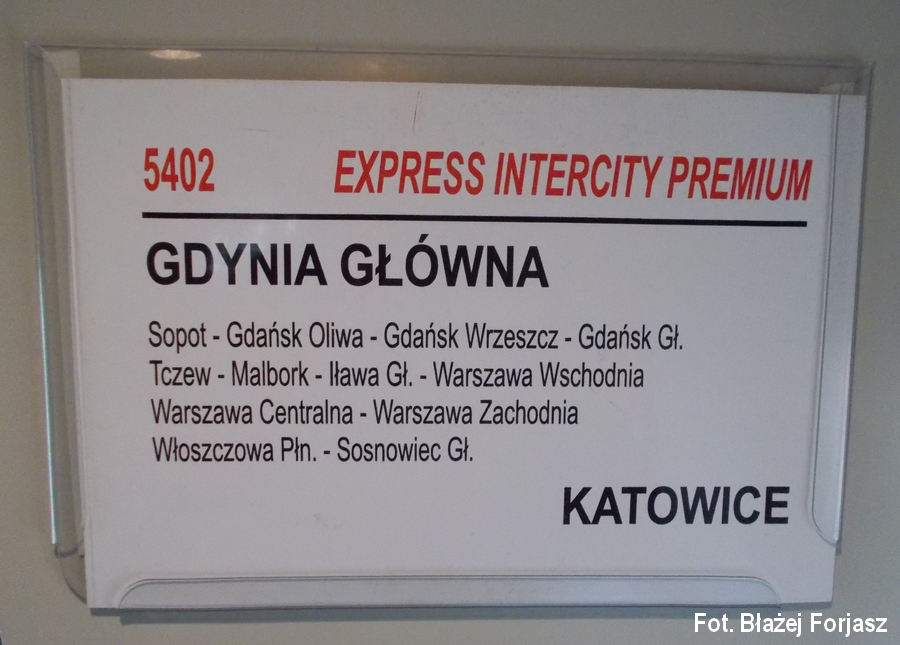 5402 EXPRESS INTERCITY PREMIUM
GDYNIA GŁÓWNA
Sopot - Gdańsk Oliwa - Gdańsk Wrzeszcz - Gdańsk Gł.
Tczew - Malbork - Iława Gł. - Warszawa Wschodnia
Warszawa Centralna - Warszawa Zachodnia
Włoszczowa Płn. - Sosnowiec Gł.
KATOWICE
Fot. Błażej Forjasz